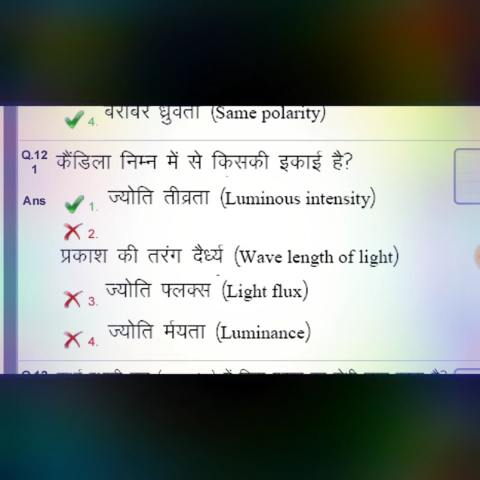 4. बराबर ध्रुवता (Same polarity)
Q.12 कैंडिला निम्न में से किसकी इकाई है?
1
Ans 1. ज्योति तीव्रता (Luminous intensity)
2.
प्रकाश की तरंग दैर्ध्य (Wave length of light)
3. ज्योति फ्लक्स (Light flux)
4. ज्योति र्मयता (Luminance)